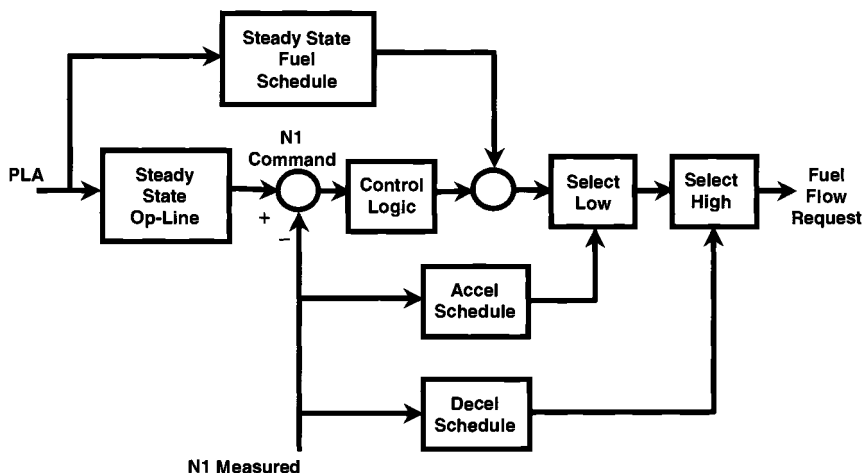 Steady State
Fuel
Schedule
N1
Command
PLA
Steady
State
Op-Line
+
–
Control
Logic
Select
Low
Select
High
Fuel
Flow
Request
Accel
Schedule
Decel
Schedule
N1 Measured